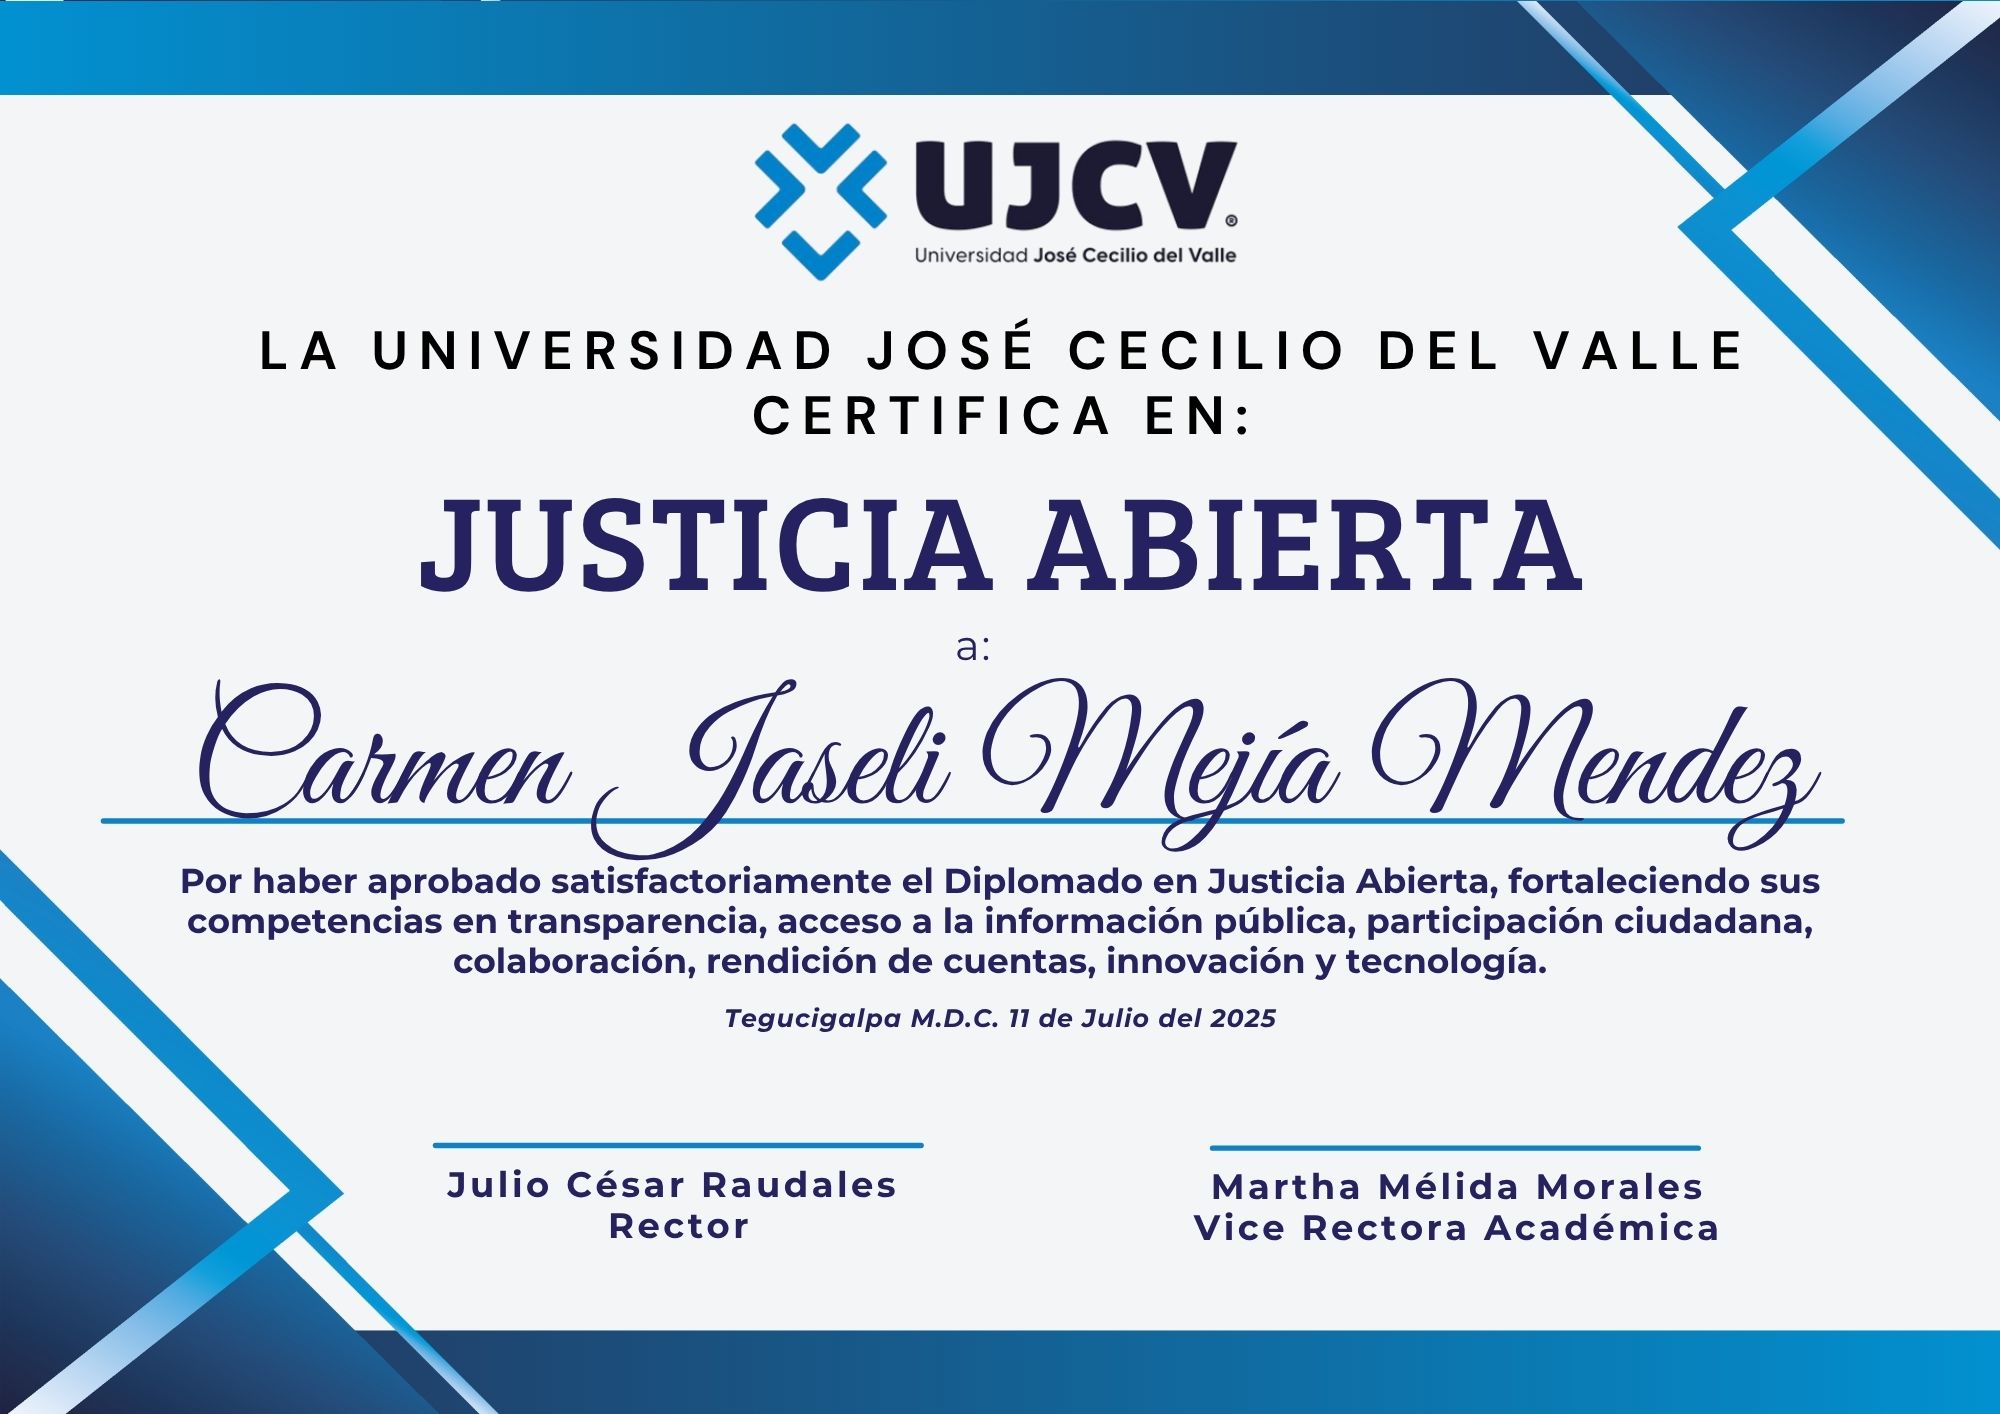 UJCV®
Universidad José Cecilio del Valle
LA UNIVERSIDAD JOSÉ CECILIO DEL VALLE
CERTIFICA EN:
JUSTICIA ABIERTA
a:
Carmen Jaseli Mejía Mendez
Por haber aprobado satisfactoriamente el Diplomado en Justicia Abierta, fortaleciendo sus
competencias en transparencia, acceso a la información pública, participación ciudadana,
colaboración, rendición de cuentas, innovación y tecnología.
Tegucigalpa M.D.C. 11 de Julio del 2025
Julio César Raudales
Rector
Martha Mélida Morales
Vice Rectora Académica